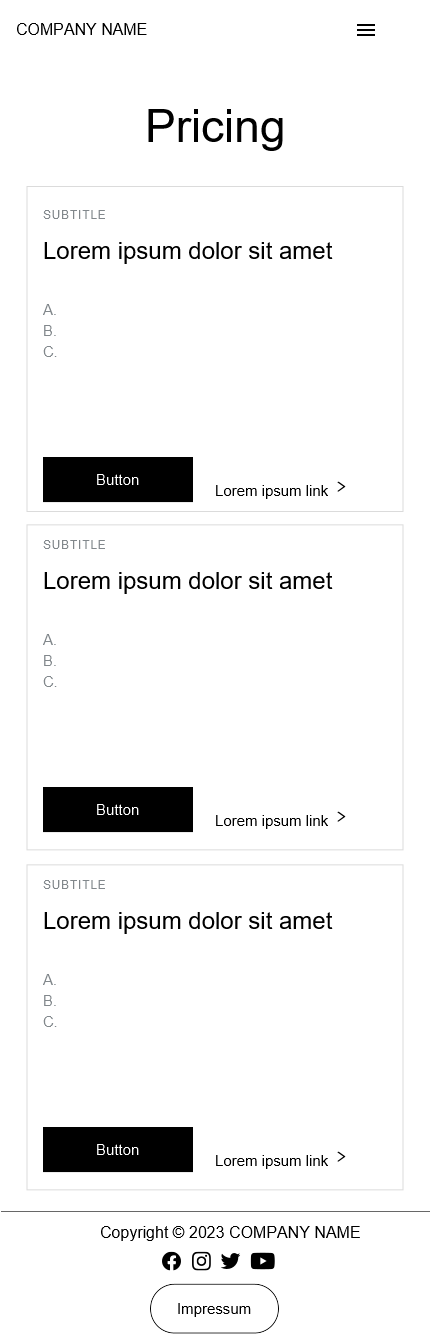 COMPANY NAME
Pricing
SUBTITLE
Lorem ipsum dolor sit amet
A.
B.
C.
Button
Lorem ipsum link
SUBTITLE
Lorem ipsum dolor sit amet
A.
B.
C.
Button
Lorem ipsum link
SUBTITLE
Lorem ipsum dolor sit amet
A.
B.
C.
Button
Lorem ipsum link
Copyright © 2023 COMPANY NAME
Impressum